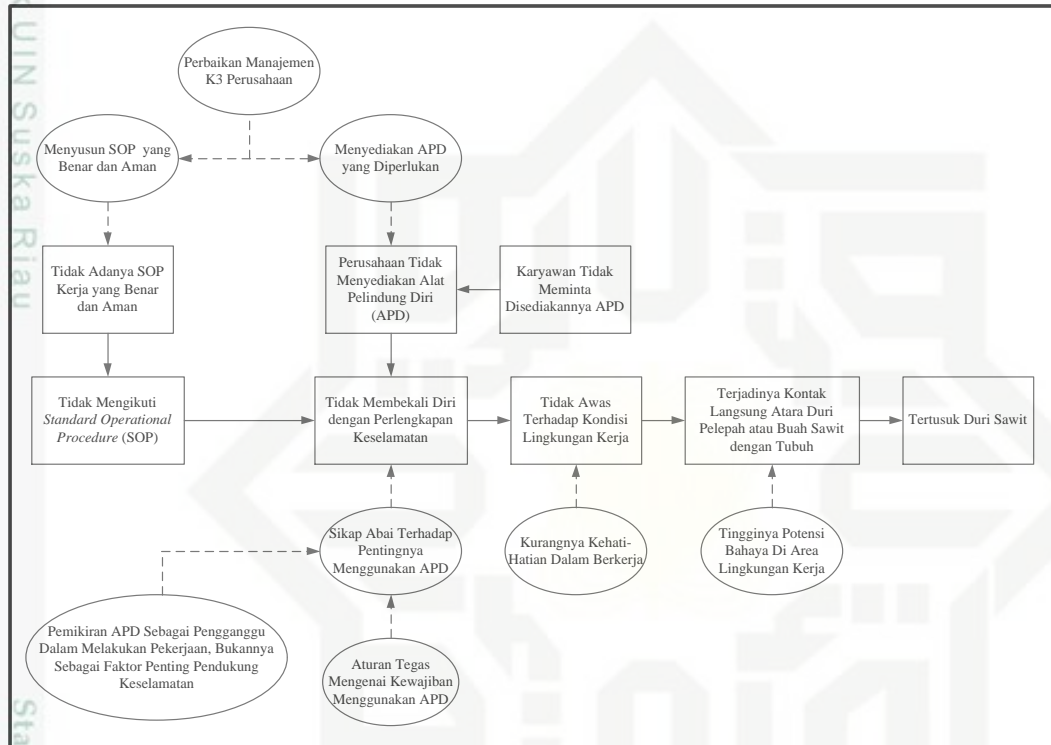 UIN Suska Riau
Perbaikan Manajemen
K3 Perusahaan
Menyusun SOP yang
Benar dan Aman
Menyediakan APD
yang Diperlukan
Tidak Adanya SOP
Kerja yang Benar
dan Aman
Perusahaan Tidak
Menyediakan Alat
Pelindung Diri
(APD)
Karyawan Tidak
Meminta
Disediakannya APD
Tidak Mengikuti
Standard Operational
Procedure (SOP)
Tidak Membekali Diri
dengan Perlengkapan
Keselamatan
Tidak Awas
Terhadap Kondisi
Lingkungan Kerja
Terjadinya Kontak
Langsung Atara Duri
Pelepah atau Buah Sawit
dengan Tubuh
Tertusuk Duri Sawit
Sikap Abai Terhadap
Pentingnya
Menggunakan APD
Kurangnya Kehati-
Hatian Dalam Berkerja
Tingginya Potensi
Bahaya Di Area
Lingkungan Kerja
Pemikiran APD Sebagai Pengganggu
Dalam Melakukan Pekerjaan, Bukannya
Sebagai Faktor Penting Pendukung
Keselamatan
Aturan Tegas
Mengenai Kewajiban
Menggunakan APD
Sta